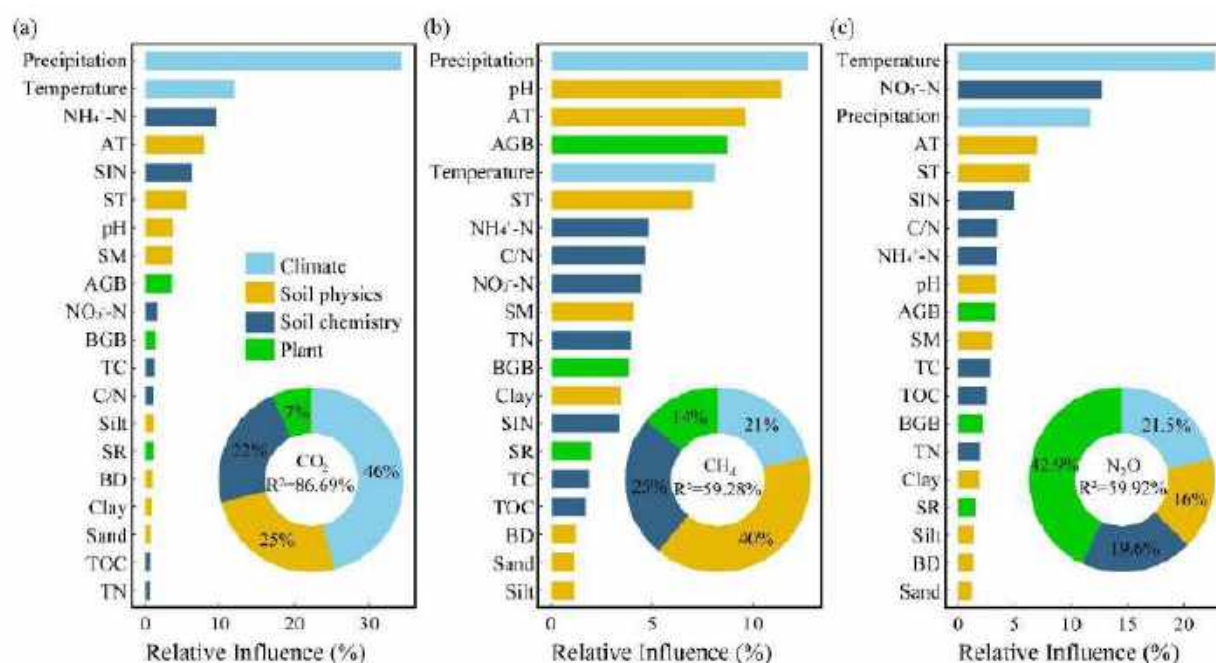 (a)
Precipitation
Temperature
NH₄⁺-N
AT
SIN
ST
pH
SM
AGB
NO₃⁻-N
BGB
TC
C/N
Silt
SR
BD
Clay
Sand
TOC
TN
0 10 20 30
Relative Influence (%)
Climate
Soil physics
Soil chemistry
Plant
7%
22%
46%
25%
CO₂
R²=86.69%
(b)
Precipitation
pH
AT
AGB
Temperature
ST
NH₄⁺-N
C/N
NO₃⁻-N
SM
TN
BGB
Clay
SIN
SR
TC
TOC
BD
Sand
Silt
0 5 10
Relative Influence (%)
14%
21%
25%
40%
CH₄
R²=59.28%
(c)
Temperature
NO₃⁻-N
Precipitation
AT
ST
SIN
C/N
NH₄⁺-N
pH
AGB
SM
TC
TOC
BGB
TN
Clay
SR
Silt
BD
Sand
0 5 10 15 20
Relative Influence (%)
21.5%
42.9%
16%
19.6%
N₂O
R²=59.92%